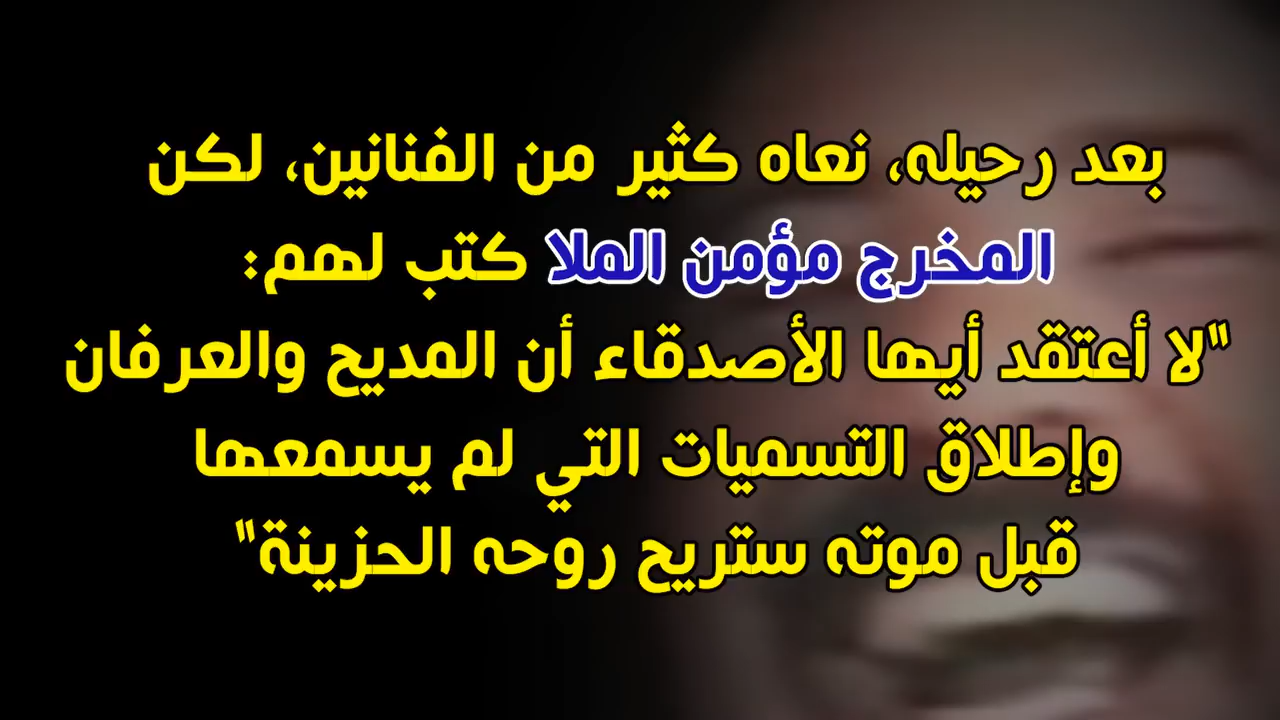 بعد رحيله، نعاه كثير من الفنانين، لكن
المخرج مؤمن الملا كتب لهم:
"لا أعتقد أيها الأصدقاء أن المديح والعرفان
وإطلاق التسميات التي لم يسمعها
قبل موته ستريح روحه الحزينة"